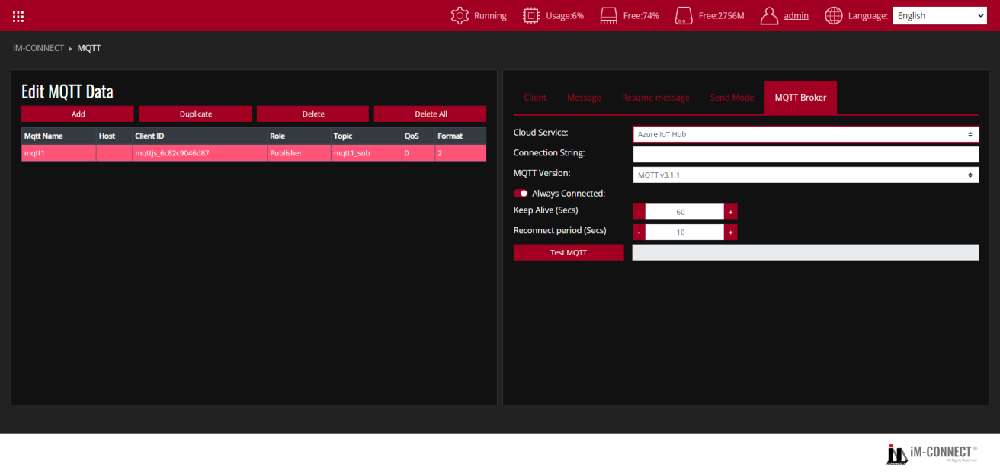 Running Usage:6% Free:74% Free:2756M admin Language: English
iM-CONNECT ▸ MQTT
Edit MQTT Data
Add Duplicate Delete Delete All
Mqtt Name Host Client ID Role Topic QoS Format
mqtt1 mqttjs_6c82c9046d87 Publisher mqtt1_sub 0 2
Client Message Resume message Send Mode MQTT Broker
Cloud Service: Azure IoT Hub
Connection String:
MQTT Version: MQTT v3.1.1
Always Connected:
Keep Alive (Secs) - 60 +
Reconnect period (Secs) - 10 +
Test MQTT
iM-CONNECT ®
All Rights Reserved
CONNECT